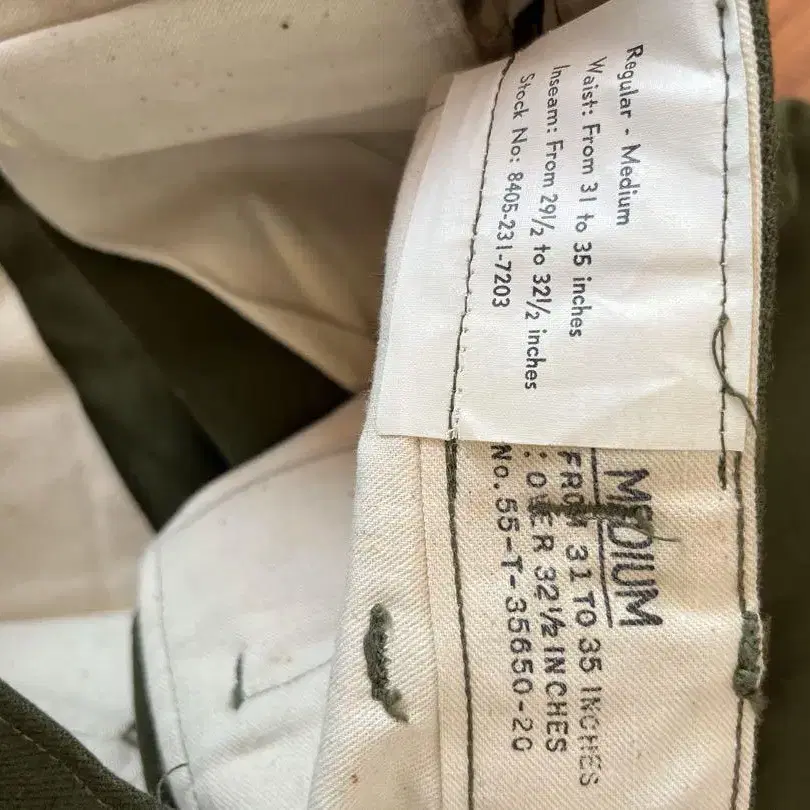 Regular - Medium
Waist: From 31 to 35 inches
Inseam: From 29½ to 32½ inches
Stock No: 8405-231-7203
MEDIUM
FROM 31 TO 35 INCHES
: OVER 32½ INCHES
No. 55-T-35650-20